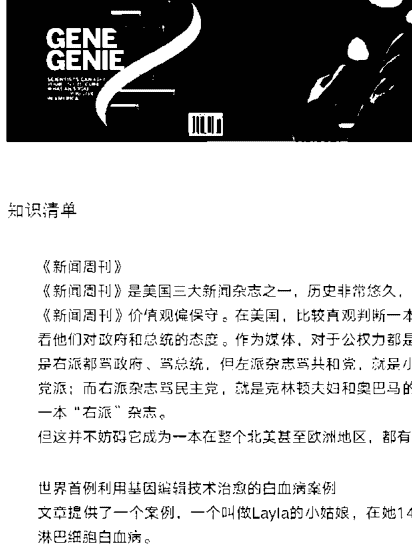 GENE
GENIE
IN AMERICA
知识清单
《新闻周刊》
《新闻周刊》是美国三大新闻杂志之一，历史非常悠久，
《新闻周刊》价值观偏保守。在美国，比较直观判断一本
看他们对政府和总统的态度。作为媒体，对于公权力都是
是右派都骂政府、骂总统，但左派杂志骂共和党，就是小
党派；而右派杂志骂民主党，就是克林顿夫妇和奥巴马的
一本“右派”杂志。
但这并不妨碍它成为一本在整个北美甚至欧洲地区，都有
世界首例利用基因编辑技术治愈的白血病案例
文章提供了一个案例，一个叫做Layla的小姑娘，在她14
淋巴细胞白血病。